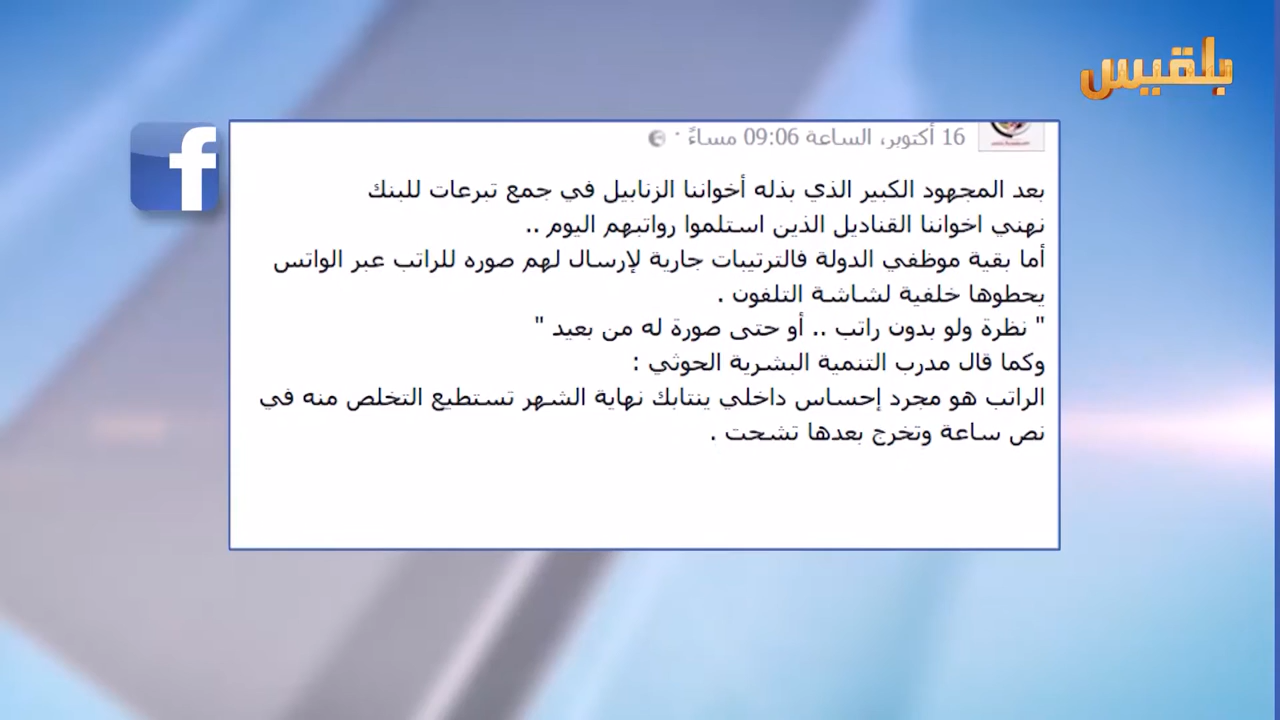 بلقيس
f
16 أكتوبر، الساعة 09:06 مساءً ·
بعد المجهود الكبير الذي بذله أخواننا الزنابيل في جمع تبرعات للبنك
نهني اخواننا القناديل الذين استلموا رواتبهم اليوم ..
أما بقية موظفي الدولة فالترتيبات جارية لإرسال لهم صوره للراتب عبر الواتس
يحطوها خلفية لشاشة التلفون .
" نظرة ولو بدون راتب .. أو حتى صورة له من بعيد "
وكما قال مدرب التنمية البشرية الحوثي :
الراتب هو مجرد إحساس داخلي ينتابك نهاية الشهر تستطيع التخلص منه في
نص ساعة وتخرج بعدها تشحت .